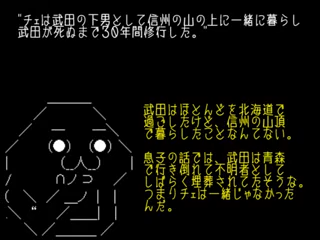 "チェは武田の下男として信州の山の上に一緒に暮らし
武田が死ぬまで30年間修行した。"
武田はほとんどを北海道で
過ごしたけど、信州の山頂
で暮らしたことなんてない。
息子の話では、武田は青森
で行き倒れて不明者として
しばらく埋葬されてたそうな。
つまりチェは一緒じゃなかった
んだ。